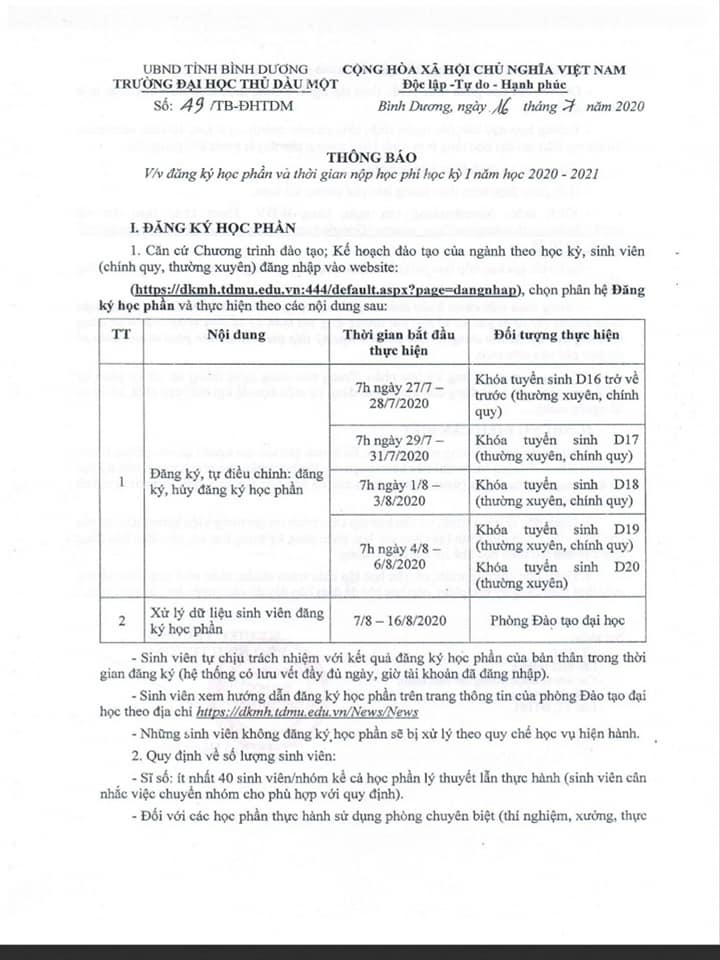 UBND TỈNH BÌNH DƯƠNG
TRƯỜNG ĐẠI HỌC THỦ DẦU MỘT
Số: 49 /TB-ĐHTDM
CỘNG HÒA XÃ HỘI CHỦ NGHĨA VIỆT NAM
Độc lập -Tự do - Hạnh phúc
Bình Dương, ngày 16 tháng 7 năm 2020
THÔNG BÁO
V/v đăng ký học phần và thời gian nộp học phí học kỳ I năm học 2020 - 2021
I. ĐĂNG KÝ HỌC PHẦN
1. Căn cứ Chương trình đào tạo; Kế hoạch đào tạo của ngành theo học kỳ, sinh viên
(chính quy, thường xuyên) đăng nhập vào website:
(https://dkmh.tdmu.edu.vn:444/default.aspx?page=dangnhap), chọn phân hệ Đăng
ký học phần và thực hiện theo các nội dung sau:
TT
Nội dung
Thời gian bắt đầu
thực hiện
Đối tượng thực hiện
1
Đăng ký, tự điều chỉnh: đăng
ký, hủy đăng ký học phần
7h ngày 27/7 –
28/7/2020
Khóa tuyển sinh D16 trở về
trước (thường xuyên, chính
quy)
7h ngày 29/7 –
31/7/2020
Khóa tuyển sinh D17
(thường xuyên, chính quy)
7h ngày 1/8 –
3/8/2020
Khóa tuyển sinh D18
(thường xuyên, chính quy)
7h ngày 4/8 –
6/8/2020
Khóa tuyển sinh D19
(thường xuyên, chính quy)
Khóa tuyển sinh D20
(thường xuyên)
2
Xử lý dữ liệu sinh viên đăng
ký học phần
7/8 – 16/8/2020
Phòng Đào tạo đại học
- Sinh viên tự chịu trách nhiệm với kết quả đăng ký học phần của bản thân trong thời
gian đăng ký (hệ thống có lưu vết đầy đủ ngày, giờ tài khoản đã đăng nhập).
- Sinh viên xem hướng dẫn đăng ký học phần trên trang thông tin của phòng Đào tạo đại
học theo địa chỉ https://dkmh.tdmu.edu.vn/News/News
- Những sinh viên không đăng ký học phần sẽ bị xử lý theo quy chế học vụ hiện hành.
2. Quy định về số lượng sinh viên:
- Sĩ số: ít nhất 40 sinh viên/nhóm kể cả học phần lý thuyết lẫn thực hành (sinh viên cân
nhắc việc chuyển nhóm cho phù hợp với quy định).
- Đối với các học phần thực hành sử dụng phòng chuyên biệt (thí nghiệm, xưởng, thực